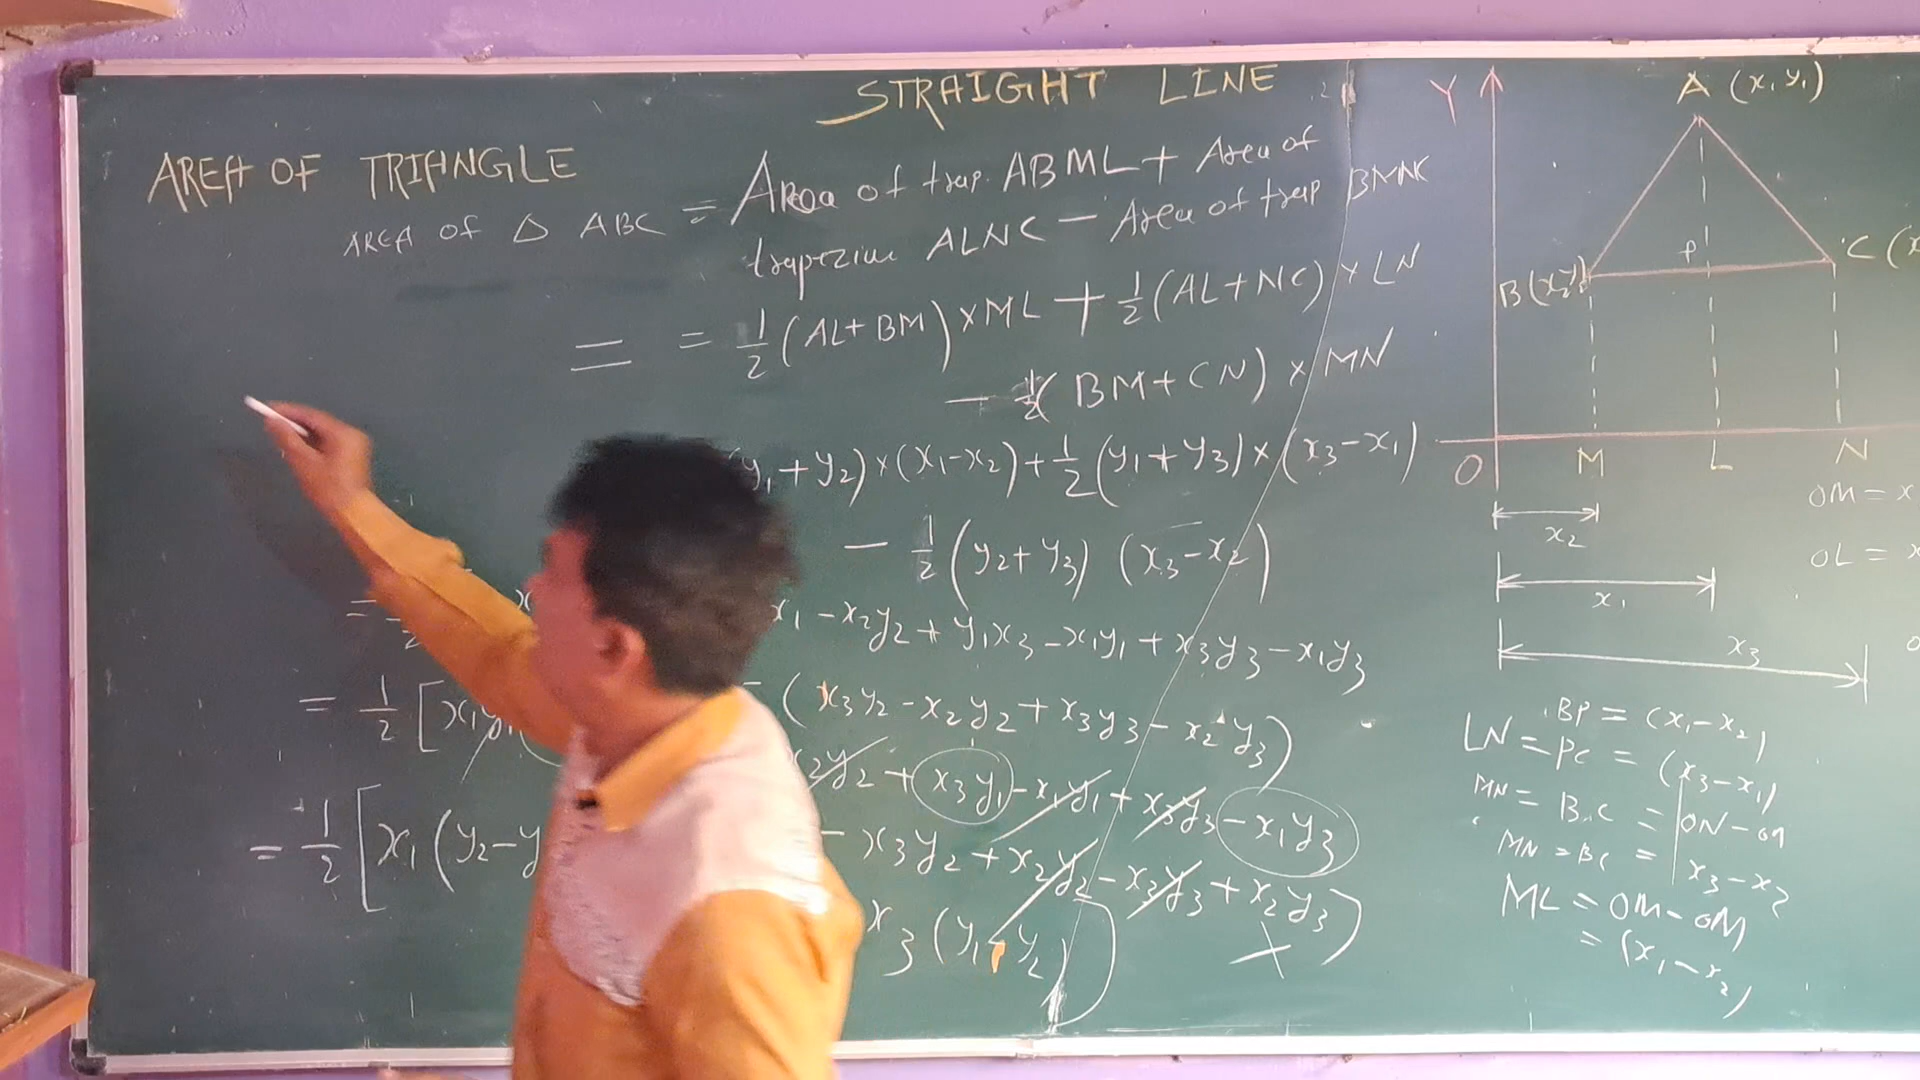 STRAIGHT LINE
AREA OF TRIANGLE
AREA of △ ABC = Area of trap. ABML + Area of
trapezium ALNC - Area of trap BMNC
= = 1/2 (AL+BM) × ML + 1/2 (AL+NC) × LN
- 1/2 (BM+CN) × MN
y₁+y₂) × (x₁-x₂) + 1/2 (y₁+y₃) × (x₃-x₁)
- 1/2 (y₂+y₃) (x₃-x₂)
x₁ - x₂y₂ + y₁x₃ - x₁y₁ + x₃y₃ - x₁y₃
= 1/2 [x₁y₁ - (x₃y₂ - x₂y₂ + x₃y₃ - x₂y₃)
x₂y₂ + x₃y₁ - x₁y₁ + x₃y₃ - x₁y₃
- x₃y₂ + x₂y₂ - x₃y₃ + x₂y₃)
= 1/2 [x₁(y₂-y
x₃(y₁-y₂)
Y
A (x₁ y₁)
B (x₂ y₂)
P
C (x
O M L N
x₂
OM = x
x₁
OL = x
x₃
BP = (x₁-x₂)
LN = PC = (x₃-x₁)
MN = BC = ON-OM
MN = BC = x₃-x₂
ML = OM-OM
= (x₁-x₂)